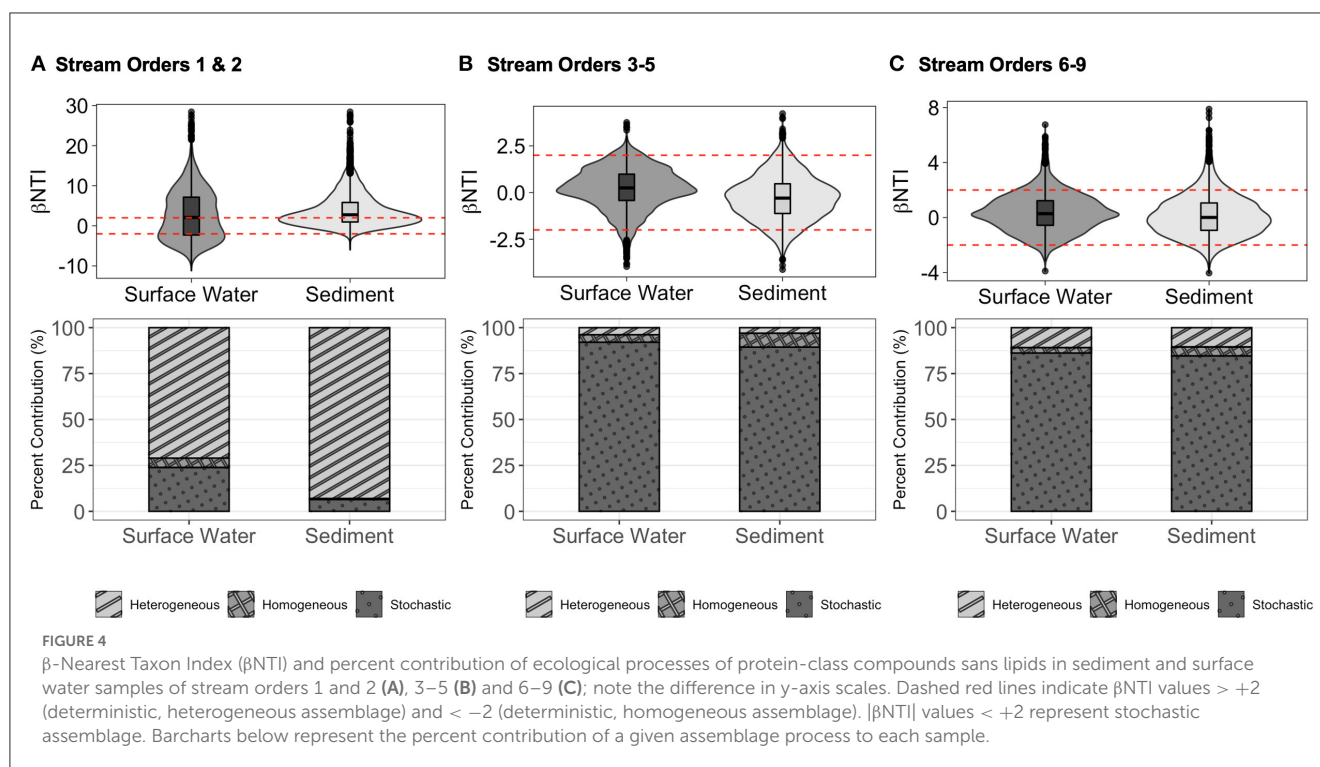 A Stream Orders 1 & 2
B Stream Orders 3-5
C Stream Orders 6-9
βNTI
30
20
10
0
-10
Surface Water
Sediment
βNTI
2.5
0.0
-2.5
Surface Water
Sediment
βNTI
8
4
0
-4
Surface Water
Sediment
Percent Contribution (%)
100
75
50
25
0
Surface Water
Sediment
Percent Contribution (%)
100
75
50
25
0
Surface Water
Sediment
Percent Contribution (%)
100
75
50
25
0
Surface Water
Sediment
Heterogeneous Homogeneous Stochastic
Heterogeneous Homogeneous Stochastic
Heterogeneous Homogeneous Stochastic
FIGURE 4
β-Nearest Taxon Index (βNTI) and percent contribution of ecological processes of protein-class compounds sans lipids in sediment and surface
water samples of stream orders 1 and 2 (A), 3–5 (B) and 6–9 (C); note the difference in y-axis scales. Dashed red lines indicate βNTI values > +2
(deterministic, heterogeneous assemblage) and < −2 (deterministic, homogeneous assemblage). |βNTI| values < +2 represent stochastic
assemblage. Barcharts below represent the percent contribution of a given assemblage process to each sample.